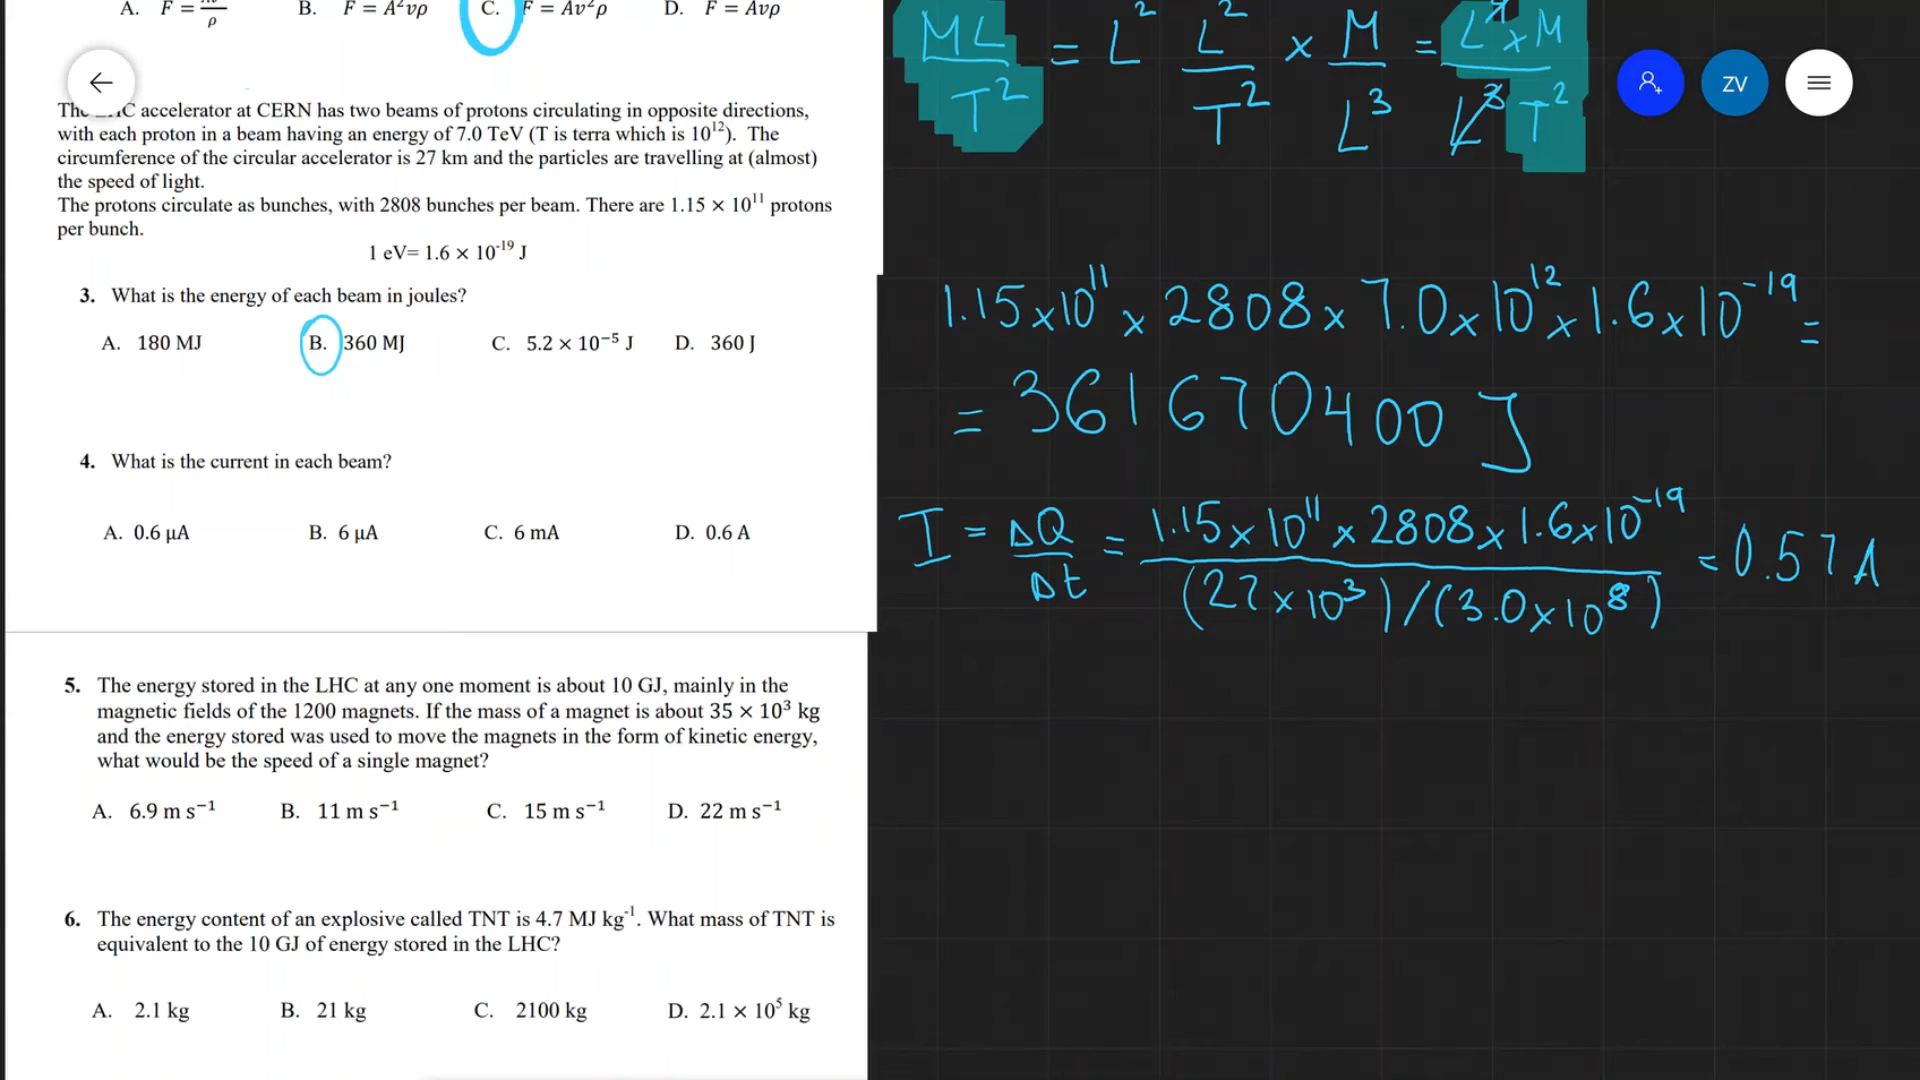 A. F = ρ B. F = A²vρ C. F = Av²ρ D. F = Avρ
C accelerator at CERN has two beams of protons circulating in opposite directions,
with each proton in a beam having an energy of 7.0 TeV (T is terra which is 10¹²). The
circumference of the circular accelerator is 27 km and the particles are travelling at (almost)
the speed of light.
The protons circulate as bunches, with 2808 bunches per beam. There are 1.15 × 10¹¹ protons
per bunch.
1 eV= 1.6 × 10⁻¹⁹ J
3. What is the energy of each beam in joules?
A. 180 MJ B. 360 MJ C. 5.2 × 10⁻⁵ J D. 360 J
4. What is the current in each beam?
A. 0.6 μA B. 6 μA C. 6 mA D. 0.6 A
5. The energy stored in the LHC at any one moment is about 10 GJ, mainly in the
magnetic fields of the 1200 magnets. If the mass of a magnet is about 35 × 10³ kg
and the energy stored was used to move the magnets in the form of kinetic energy,
what would be the speed of a single magnet?
A. 6.9 m s⁻¹ B. 11 m s⁻¹ C. 15 m s⁻¹ D. 22 m s⁻¹
6. The energy content of an explosive called TNT is 4.7 MJ kg⁻¹. What mass of TNT is
equivalent to the 10 GJ of energy stored in the LHC?
A. 2.1 kg B. 21 kg C. 2100 kg D. 2.1 × 10⁵ kg
ML/T² = L² L²/T² × M/L³ = L⁴ × M/L³ T²
ZV
1.15×10¹¹ × 2808 × 7.0×10¹² × 1.6×10⁻¹⁹ =
= 361670400 J
I = ΔQ/Δt = 1.15×10¹¹ × 2808 × 1.6×10⁻¹⁹ / (27×10³)/(3.0×10⁸) = 0.57A